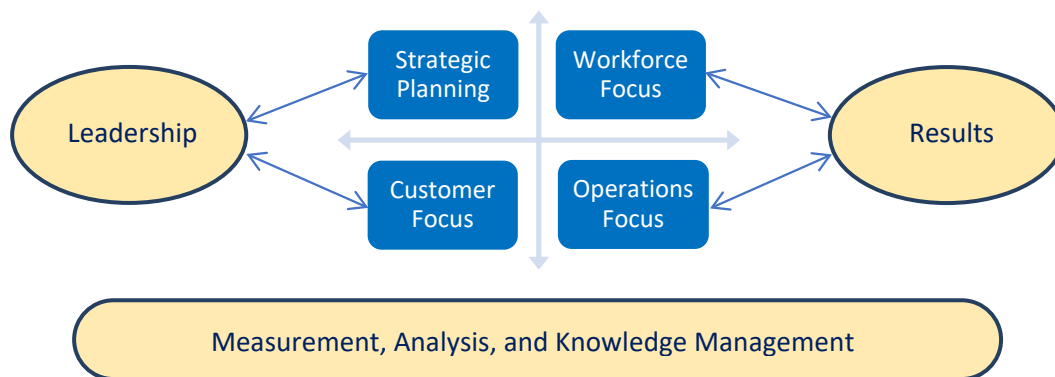 Strategic
Planning
Workforce
Focus
Leadership
Results
Customer
Focus
Operations
Focus
Measurement, Analysis, and Knowledge Management